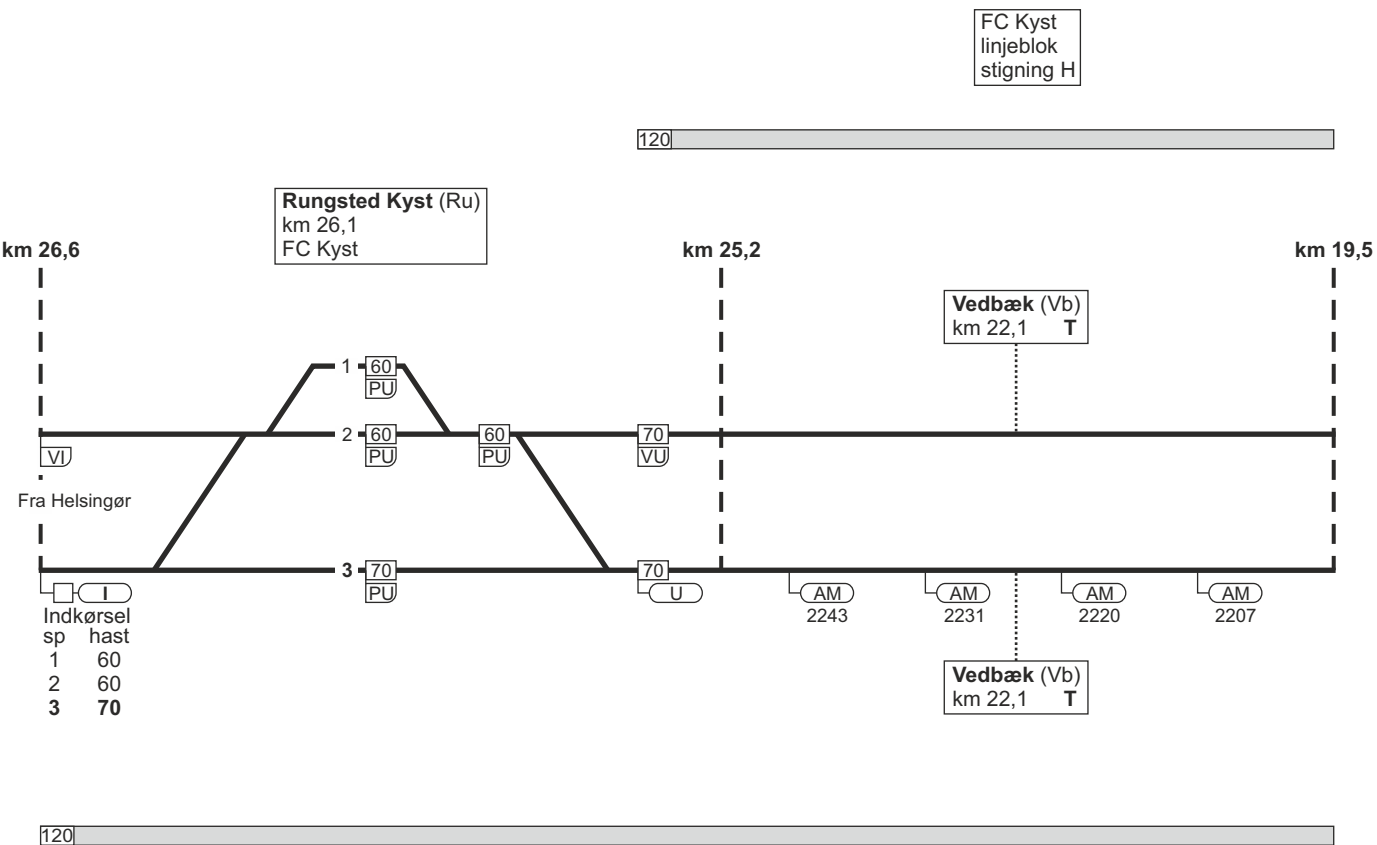 FC Kyst
linjeblok
stigning H
120
Rungsted Kyst (Ru)
km 26,1
FC Kyst
km 26,6
km 25,2
km 19,5
Vedbæk (Vb)
km 22,1 T
1 60
PU
2 60 60 70
VI PU PU VU
Fra Helsingør
3 70 70
I PU U AM AM AM AM
2243 2231 2220 2207
Indkørsel
sp hast
1 60
2 60
3 70
Vedbæk (Vb)
km 22,1 T
120